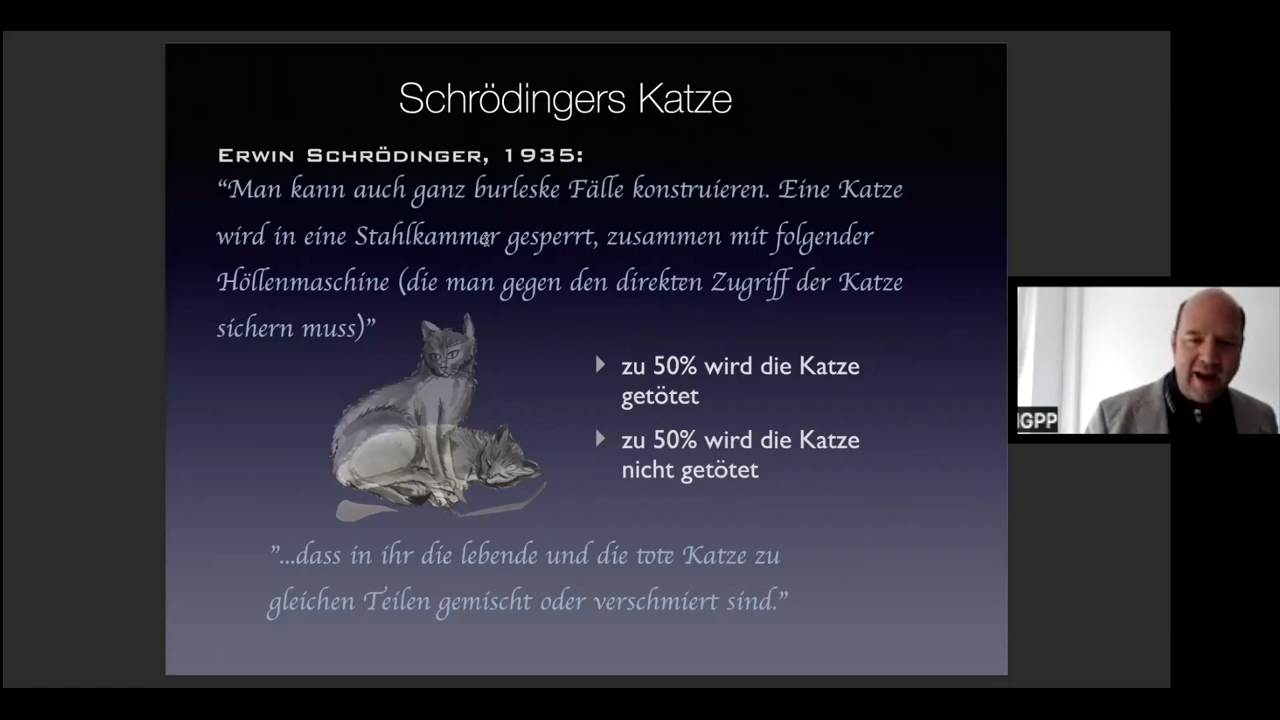 Schrödingers Katze
ERWIN SCHRÖDINGER, 1935:
“Man kann auch ganz burleske Fälle konstruieren. Eine Katze
wird in eine Stahlkammer gesperrt, zusammen mit folgender
Höllenmaschine (die man gegen den direkten Zugriff der Katze
sichern muss)”
zu 50% wird die Katze
getötet
zu 50% wird die Katze
nicht getötet
”...dass in ihr die lebende und die tote Katze zu
gleichen Teilen gemischt oder verschmiert sind.”
IGPP